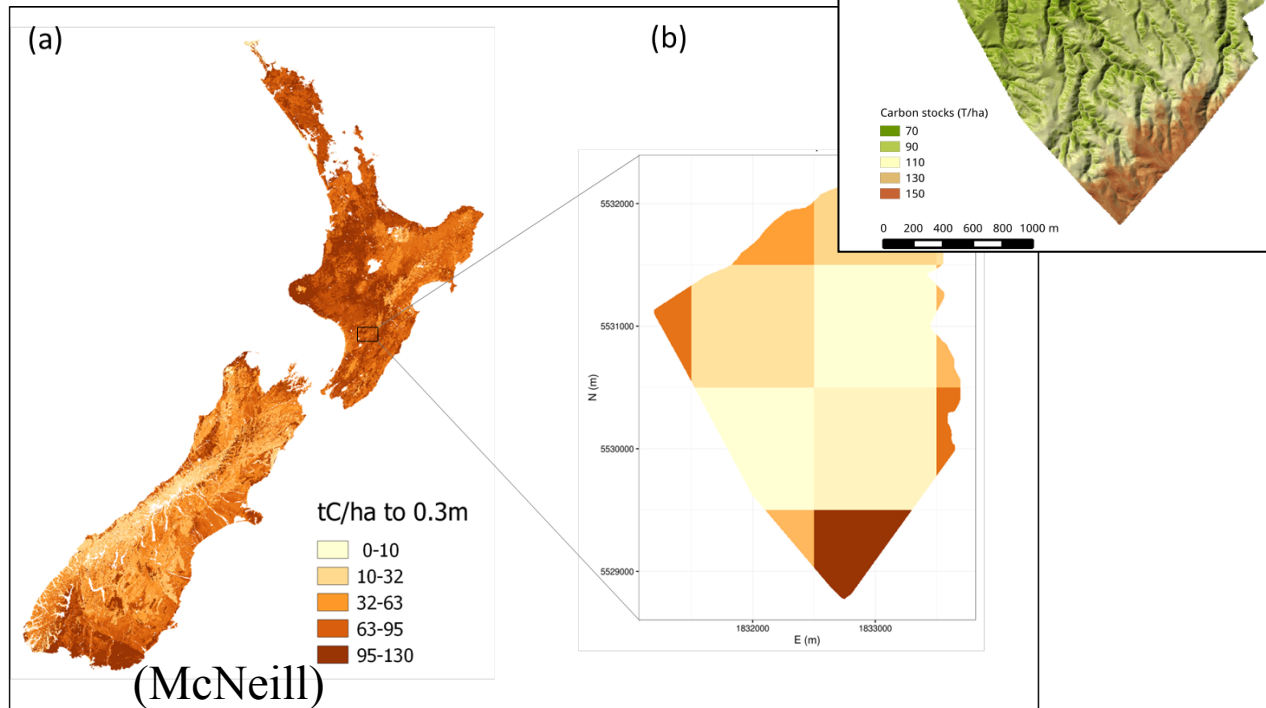 (a)
(b)
Carbon stocks (T/ha)
70
90
110
130
150
0 200 400 600 800 1000 m
5532000
5531000
5530000
5529000
N (m)
1832000 1833000
E (m)
tC/ha to 0.3m
0-10
10-32
32-63
63-95
95-130
(McNeill)